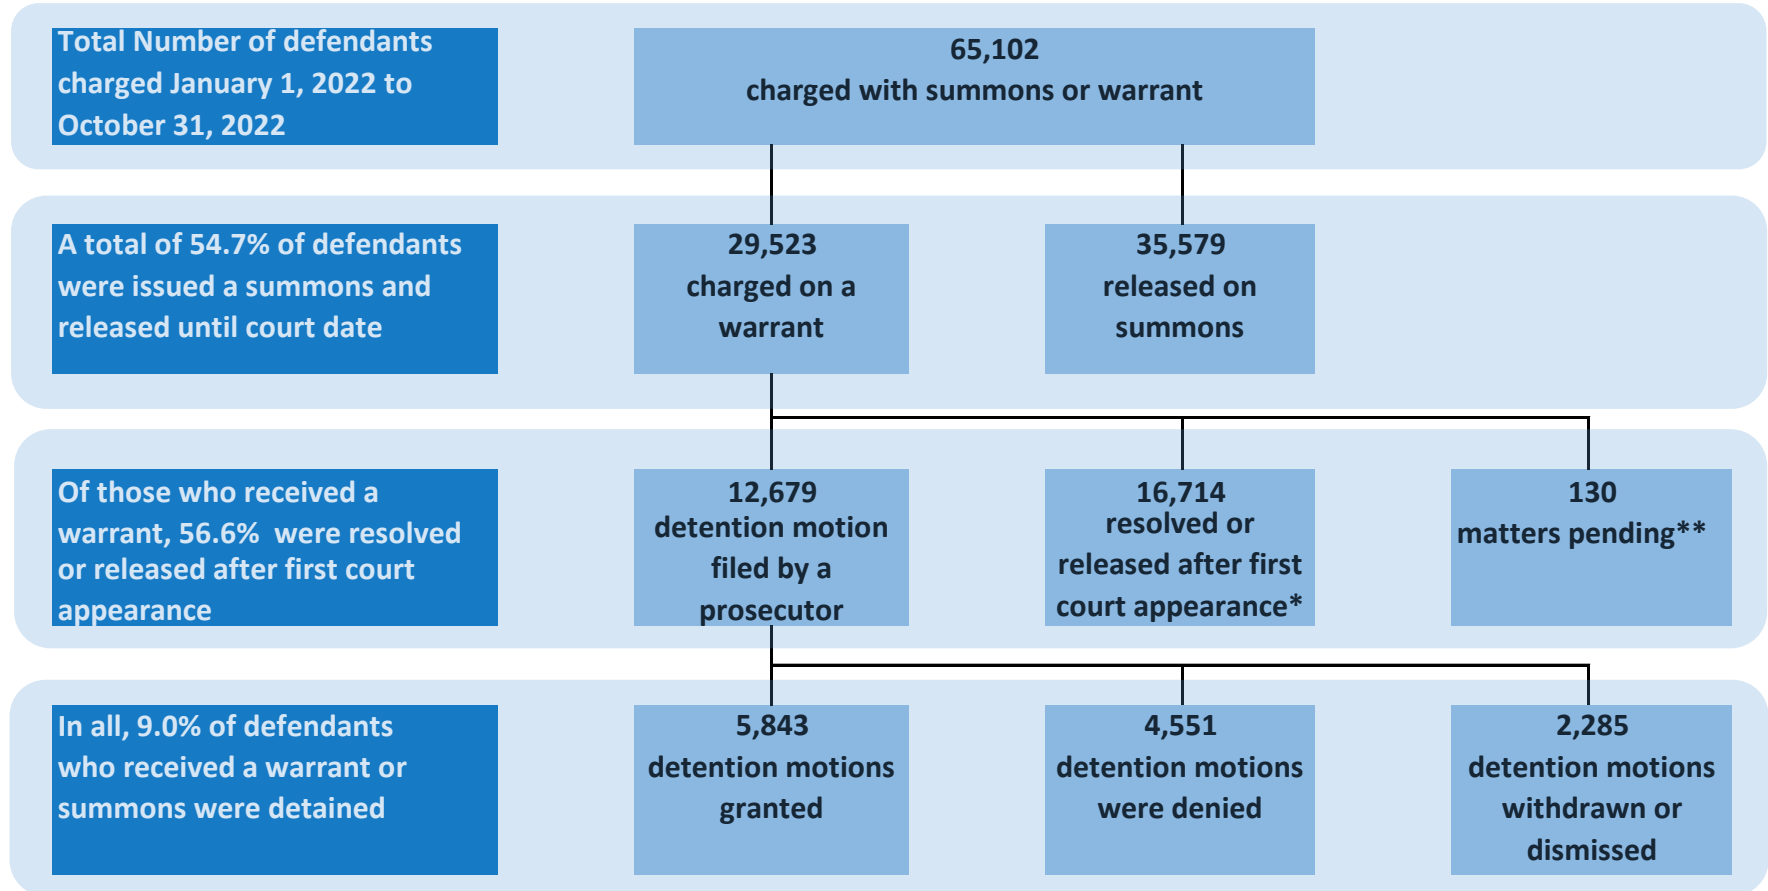 Total Number of defendants
charged January 1, 2022 to
October 31, 2022
65,102
charged with summons or warrant
A total of 54.7% of defendants
were issued a summons and
released until court date
29,523
charged on a
warrant
35,579
released on
summons
Of those who received a
warrant, 56.6% were resolved
or released after first court
appearance
12,679
detention motion
filed by a
prosecutor
16,714
resolved or
released after first
court appearance*
130
matters pending**
In all, 9.0% of defendants
who received a warrant or
summons were detained
5,843
detention motions
granted
4,551
detention motions
were denied
2,285
detention motions
withdrawn or
dismissed